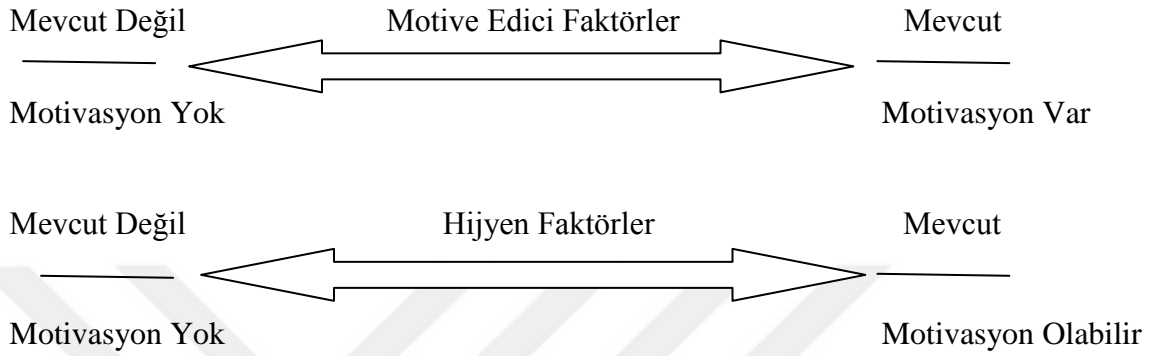 Mevcut Değil Motive Edici Faktörler Mevcut
Motivasyon Yok Motivasyon Var
Mevcut Değil Hijyen Faktörler Mevcut
Motivasyon Yok Motivasyon Olabilir